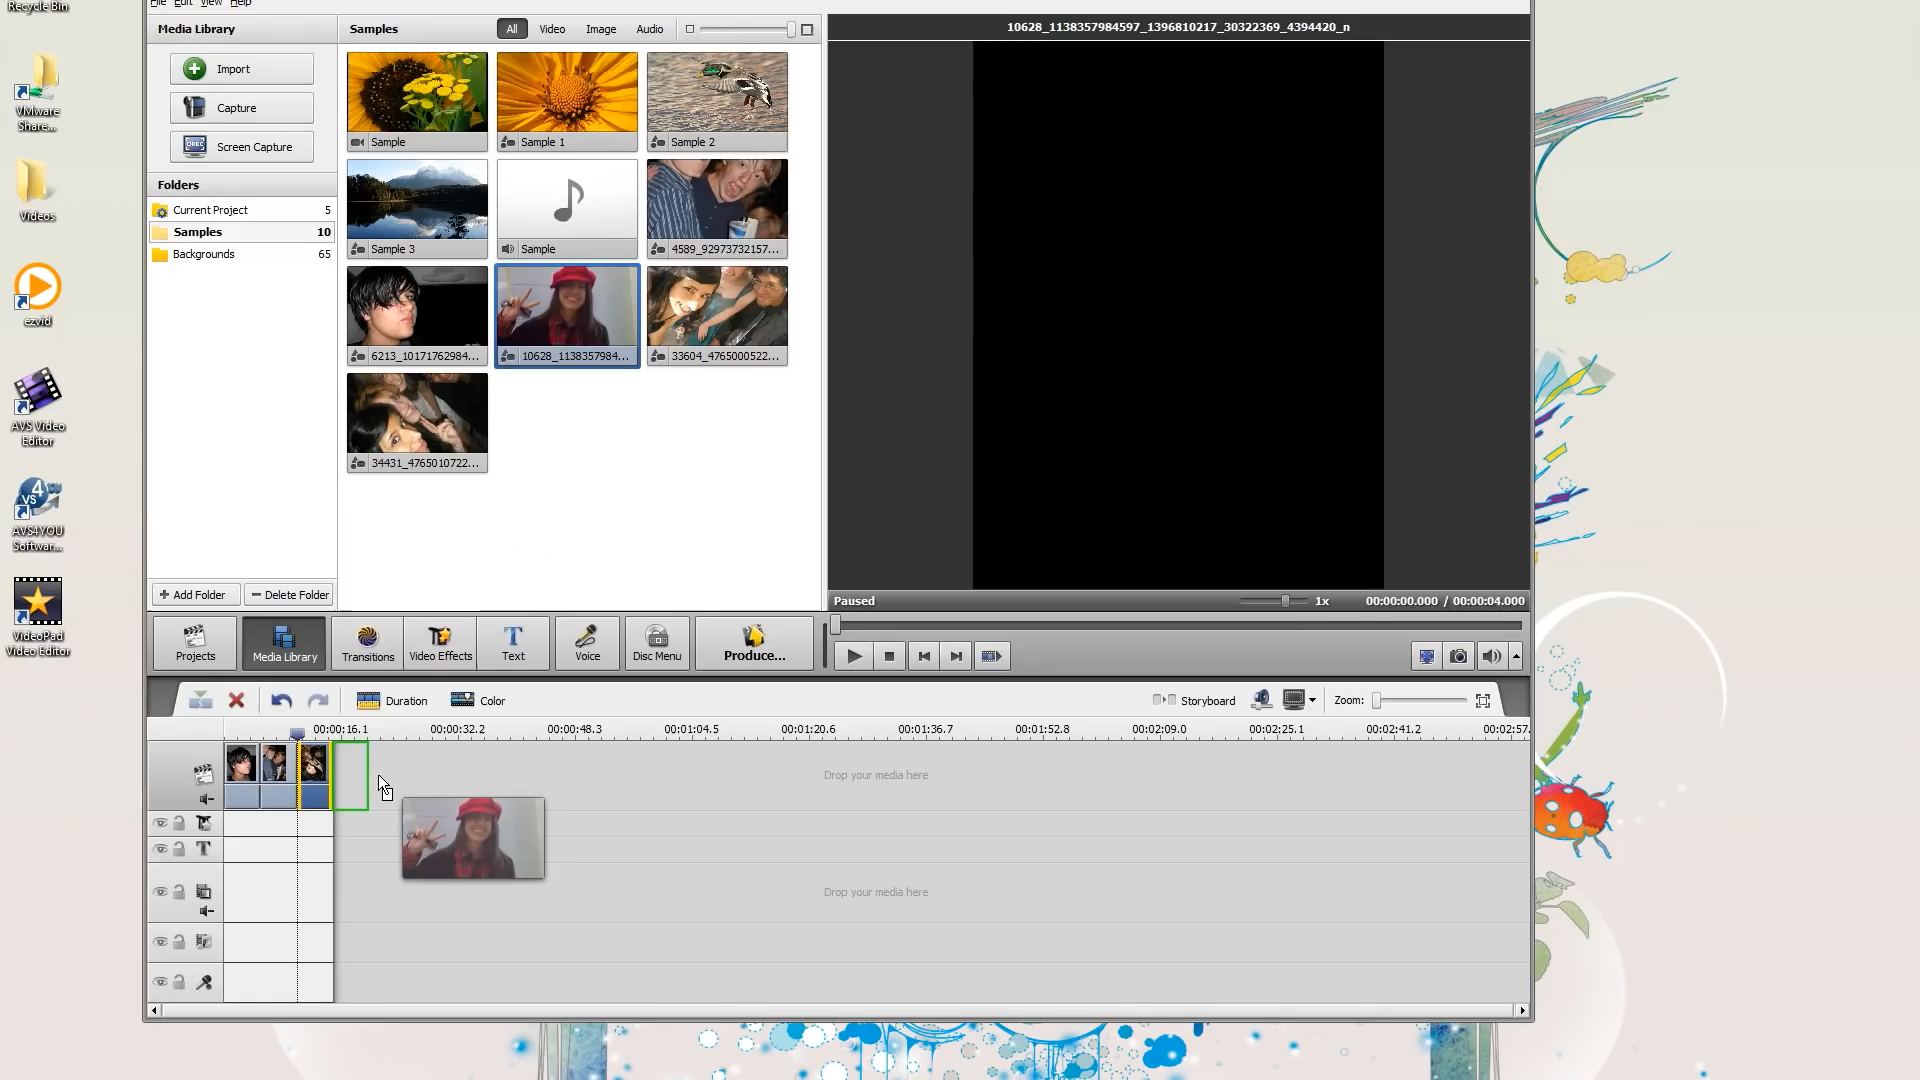 Recycle Bin
File Edit View Help
Media Library
Samples
All
Video
Image
Audio
10628_1138357984597_1396810217_30322369_4394420_n
Import
Capture
REC
Screen Capture
Folders
Current Project 5
Samples 10
Backgrounds 65
Sample
Sample 1
Sample 2
Sample 3
Sample
4589_92973732157...
6213_10171762984...
10628_1138357984...
33604_4765000522...
34431_4765010722...
VMware
Share...
Videos
ezvid
AVS Video
Editor
VS 4
AVS4YOU
Softwar...
VideoPad
Video Editor
Add Folder
Delete Folder
Paused
1x
00:00:00.000 / 00:00:04.000
Projects
Media Library
Transitions
Video Effects
Text
Voice
Disc Menu
Produce...
Duration
Color
Storyboard
Zoom:
00:00:16.1
00:00:32.2
00:00:48.3
00:01:04.5
00:01:20.6
00:01:36.7
00:01:52.8
00:02:09.0
00:02:25.1
00:02:41.2
00:02:57.
Drop your media here
Drop your media here